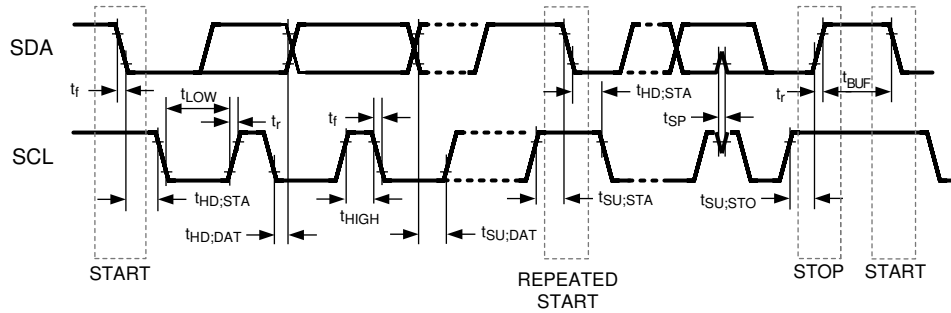 SDA
t_f
t_LOW
t_r
t_f
t_HD;STA
t_SP
t_r
t_BUF
SCL
t_HD;STA
t_HD;DAT
t_HIGH
t_SU;DAT
t_SU;STA
t_SU;STO
START
REPEATED
START
STOP
START